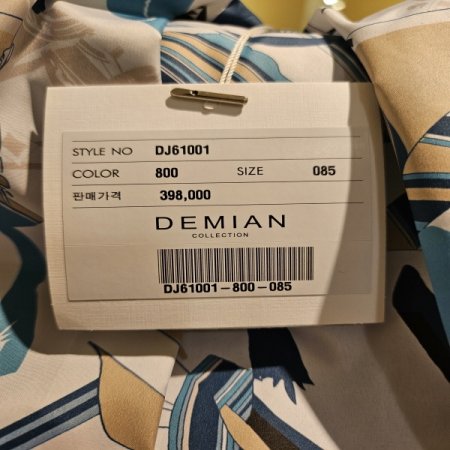 STYLE NO DJ61001
COLOR 800 SIZE 085
판매가격 398,000
DEMIAN
COLLECTION
DJ61001-800-085